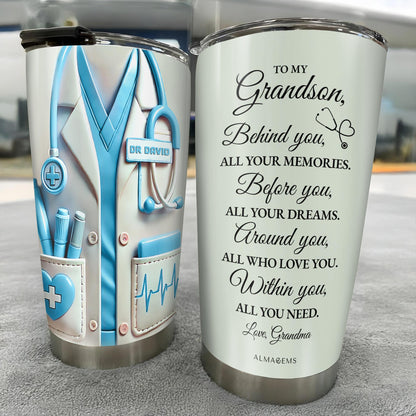 DR DAVID
TO MY
Grandson,
Behind you,
ALL YOUR MEMORIES.
Before you,
ALL YOUR DREAMS.
Around you,
ALL WHO LOVE YOU.
Within you,
ALL YOU NEED.
Love, Grandma
ALMAGEMS